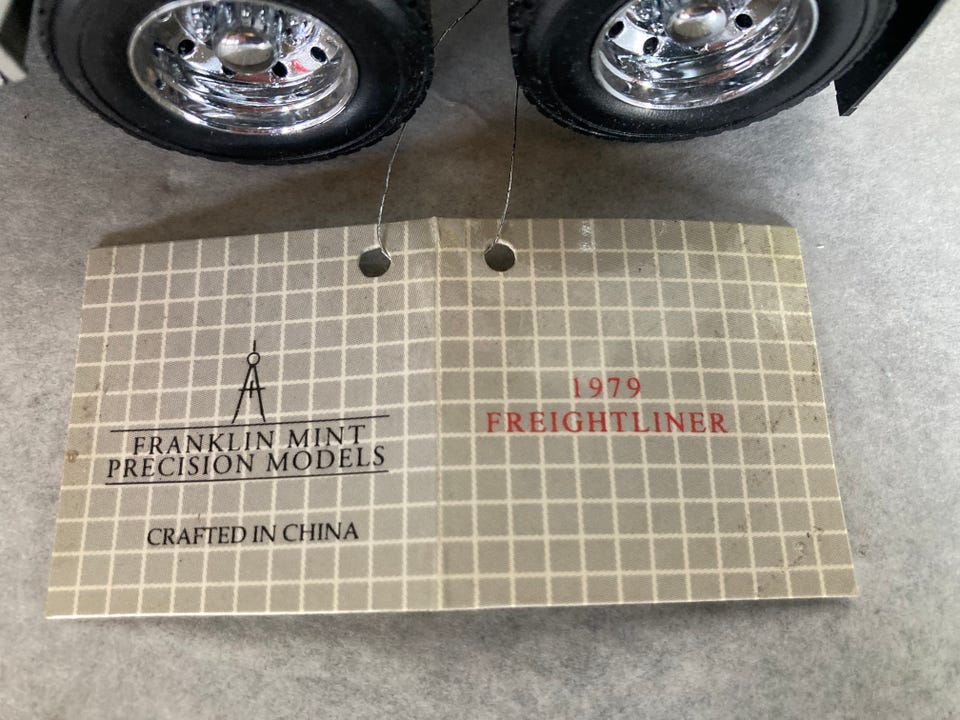 FRANKLIN MINT
PRECISION MODELS
CRAFTED IN CHINA
1979
FREIGHTLINER